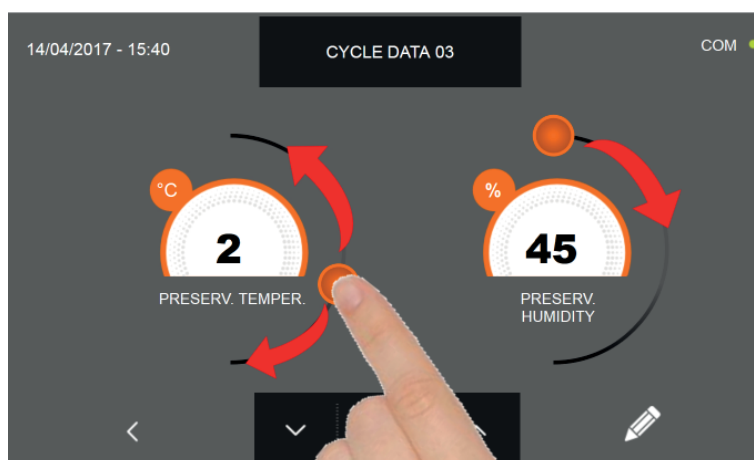 14/04/2017 - 15:40
CYCLE DATA 03
COM
°C
2
PRESERV. TEMPER.
%
45
PRESERV.
HUMIDITY